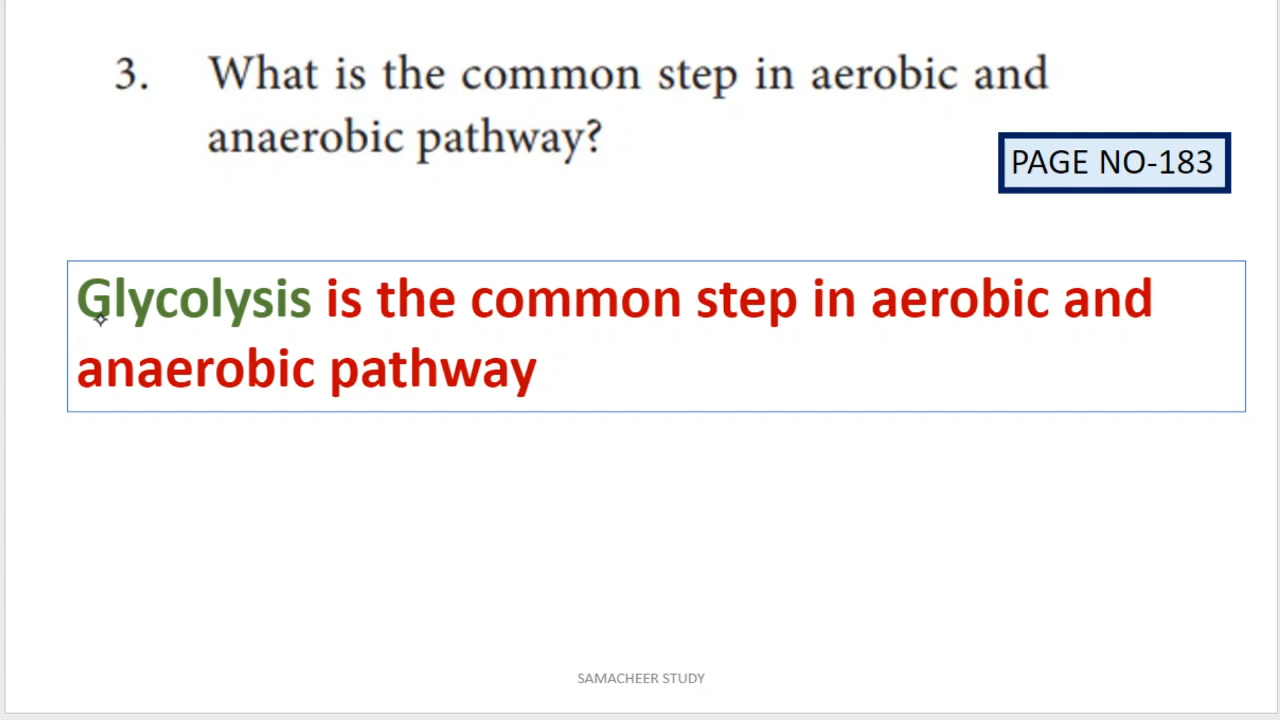 3. What is the common step in aerobic and
anaerobic pathway?
PAGE NO-183
Glycolysis is the common step in aerobic and
anaerobic pathway
SAMACHEER STUDY